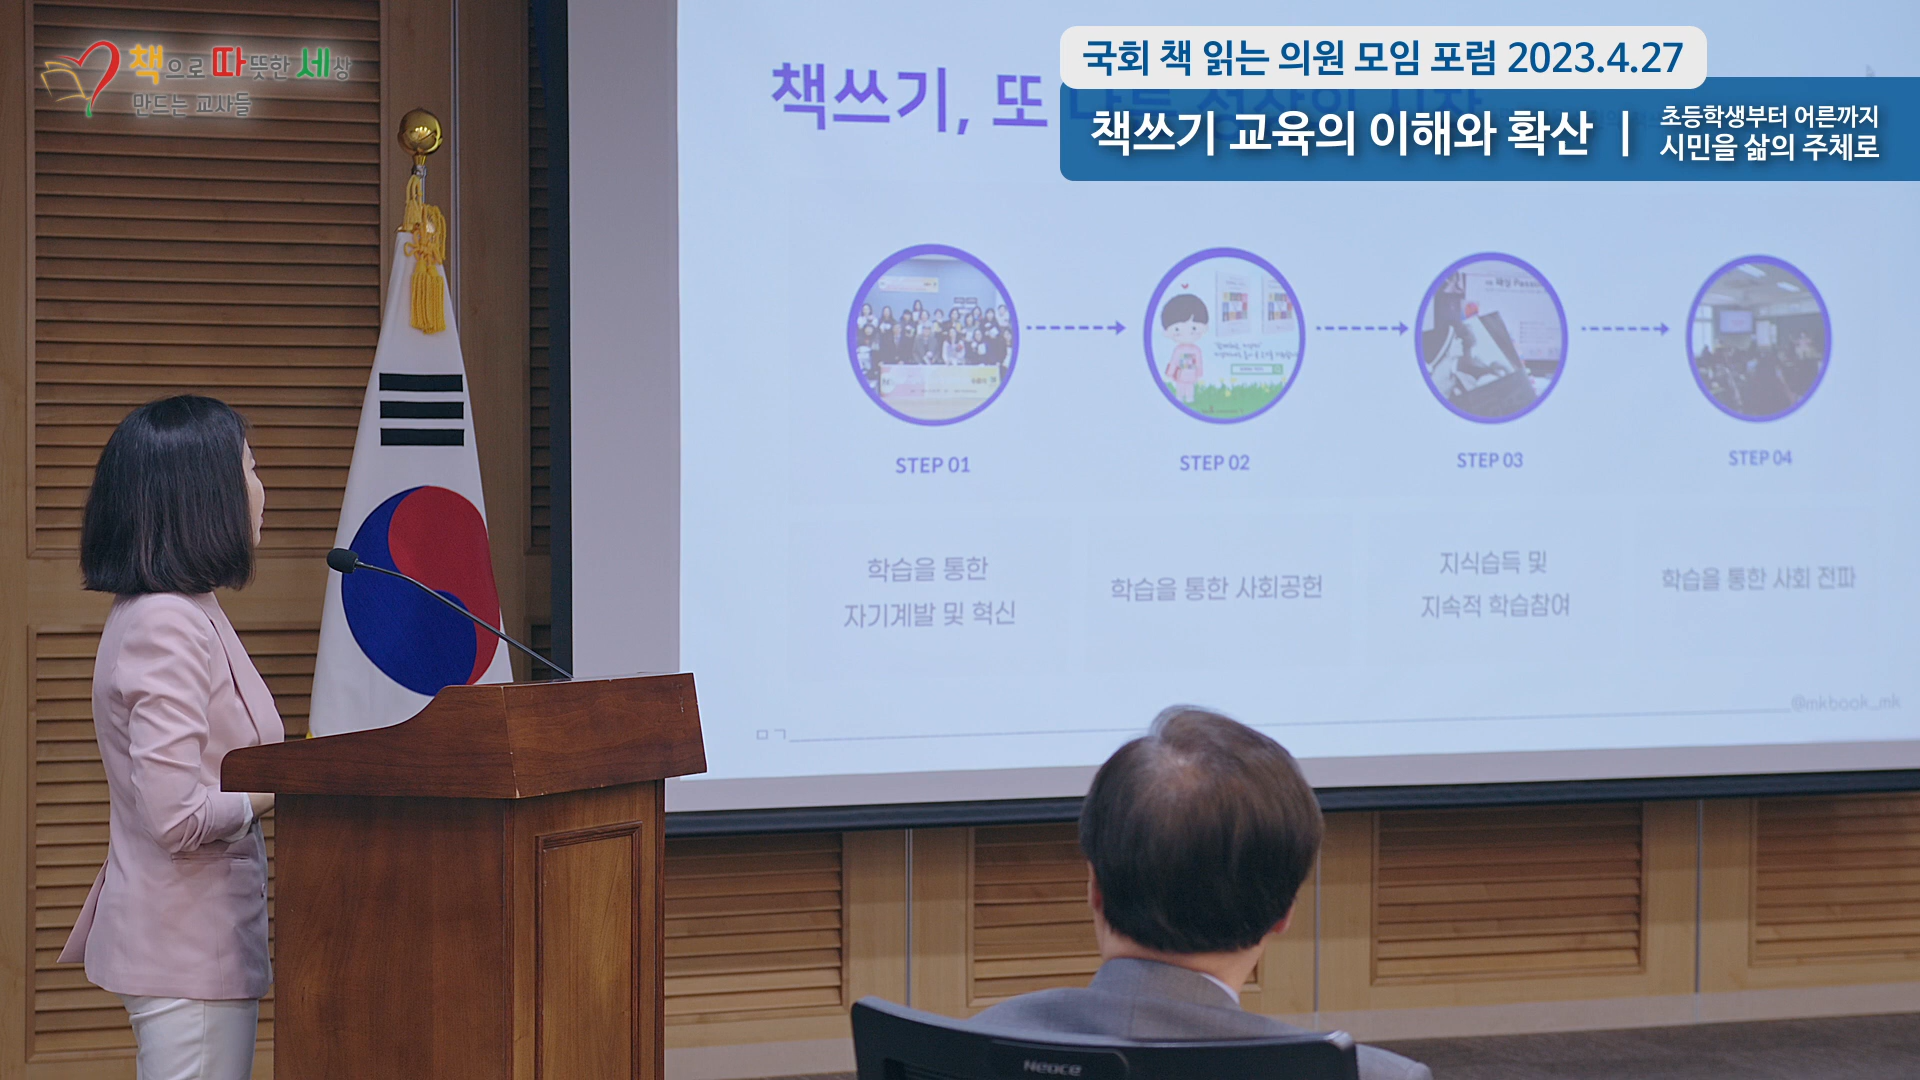 책으로 따뜻한 세상
만드는 교사들
국회 책 읽는 의원 모임 포럼 2023.4.27
책쓰기 교육의 이해와 확산 |
초등학생부터 어른까지
시민을 삶의 주체로
책쓰기, 또
STEP 01
STEP 02
STEP 03
STEP 04
학습을 통한
자기계발 및 혁신
학습을 통한 사회공헌
지식습득 및
지속적 학습참여
학습을 통한 사회 전파
ㅁㄱ
@mkbook_mk
Neoce